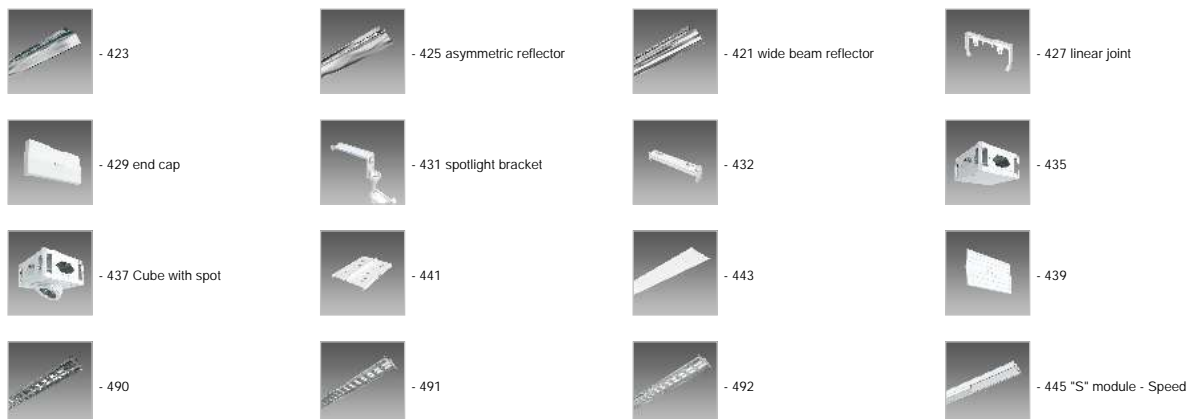 - 423
- 425 asymmetric reflector
- 421 wide beam reflector
- 427 linear joint
- 429 end cap
- 431 spotlight bracket
- 432
- 435
- 437 Cube with spot
- 441
- 443
- 439
- 490
- 491
- 492
- 445 "S" module - Speed